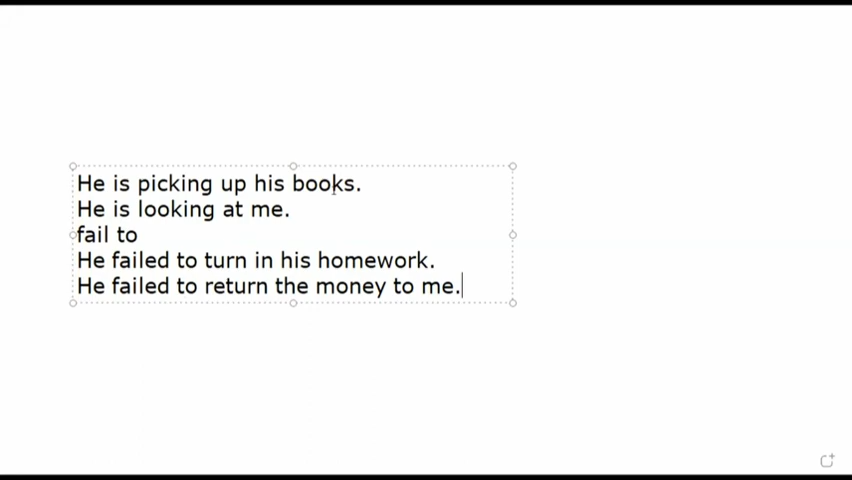 He is picking up his books.
He is looking at me.
fail to
He failed to turn in his homework.
He failed to return the money to me.